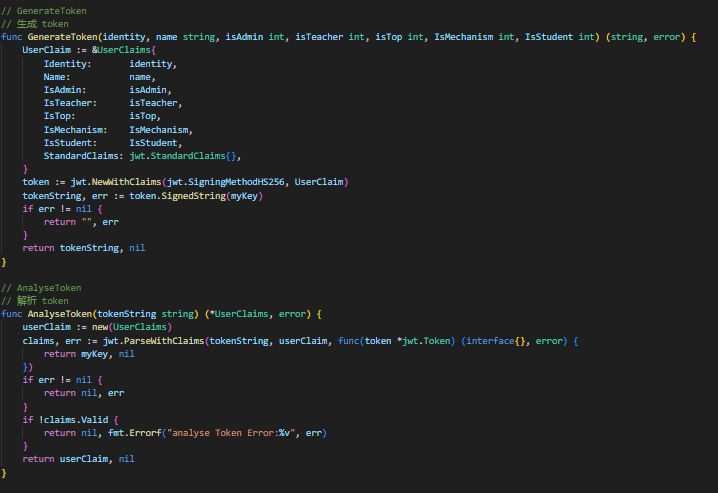 // GenerateToken
// 生成 token
func GenerateToken(identity, name string, isAdmin int, isTeacher int, isTop int, IsMechanism int, IsStudent int) (string, error) {
    UserClaim := &UserClaims{
        Identity:       identity,
        Name:           name,
        IsAdmin:        isAdmin,
        IsTeacher:      isTeacher,
        IsTop:          isTop,
        IsMechanism:    IsMechanism,
        IsStudent:      IsStudent,
        StandardClaims: jwt.StandardClaims{},
    }
    token := jwt.NewWithClaims(jwt.SigningMethodHS256, UserClaim)
    tokenString, err := token.SignedString(myKey)
    if err != nil {
        return "", err
    }
    return tokenString, nil
}
// AnalyseToken
// 解析 token
func AnalyseToken(tokenString string) (*UserClaims, error) {
    userClaim := new(UserClaims)
    claims, err := jwt.ParseWithClaims(tokenString, userClaim, func(token *jwt.Token) (interface{}, error) {
        return myKey, nil
    })
    if err != nil {
        return nil, err
    }
    if !claims.Valid {
        return nil, fmt.Errorf("analyse Token Error:%v", err)
    }
    return userClaim, nil
}